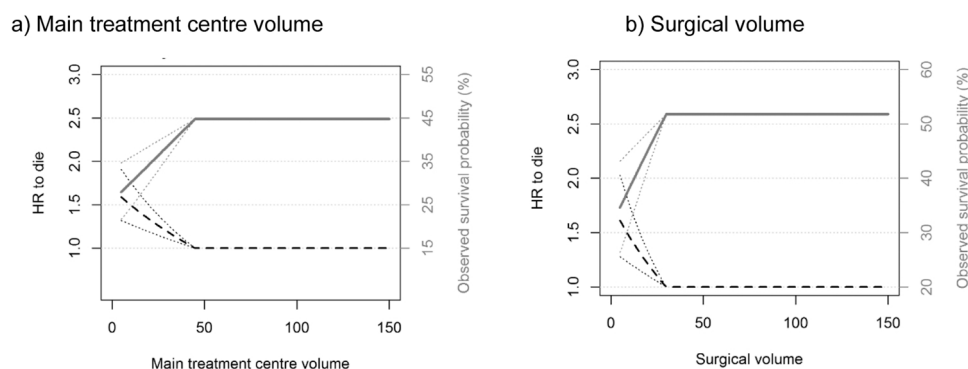 a) Main treatment centre volume
b) Surgical volume
3.0
2.5
2.0
1.5
1.0
HR to die
55
45
35
25
15
Observed survival probability (%)
0 50 100 150
Main treatment centre volume
3.0
2.5
2.0
1.5
1.0
HR to die
60
50
40
30
20
Observed survival probability (%)
0 50 100 150
Surgical volume